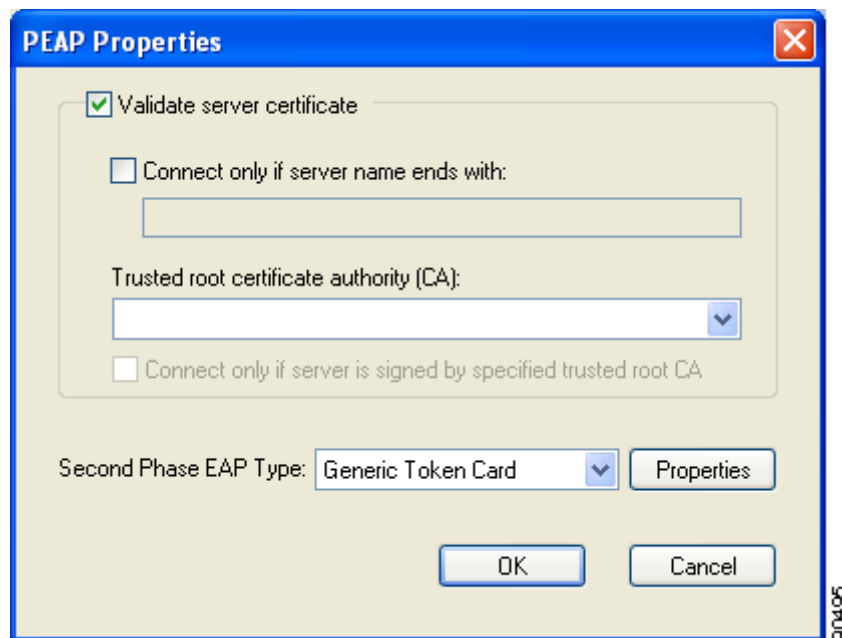 PEAP Properties
Validate server certificate
Connect only if server name ends with:
Trusted root certificate authority (CA):
Connect only if server is signed by specified trusted root CA
Second Phase EAP Type: Generic Token Card Properties
OK Cancel
90495